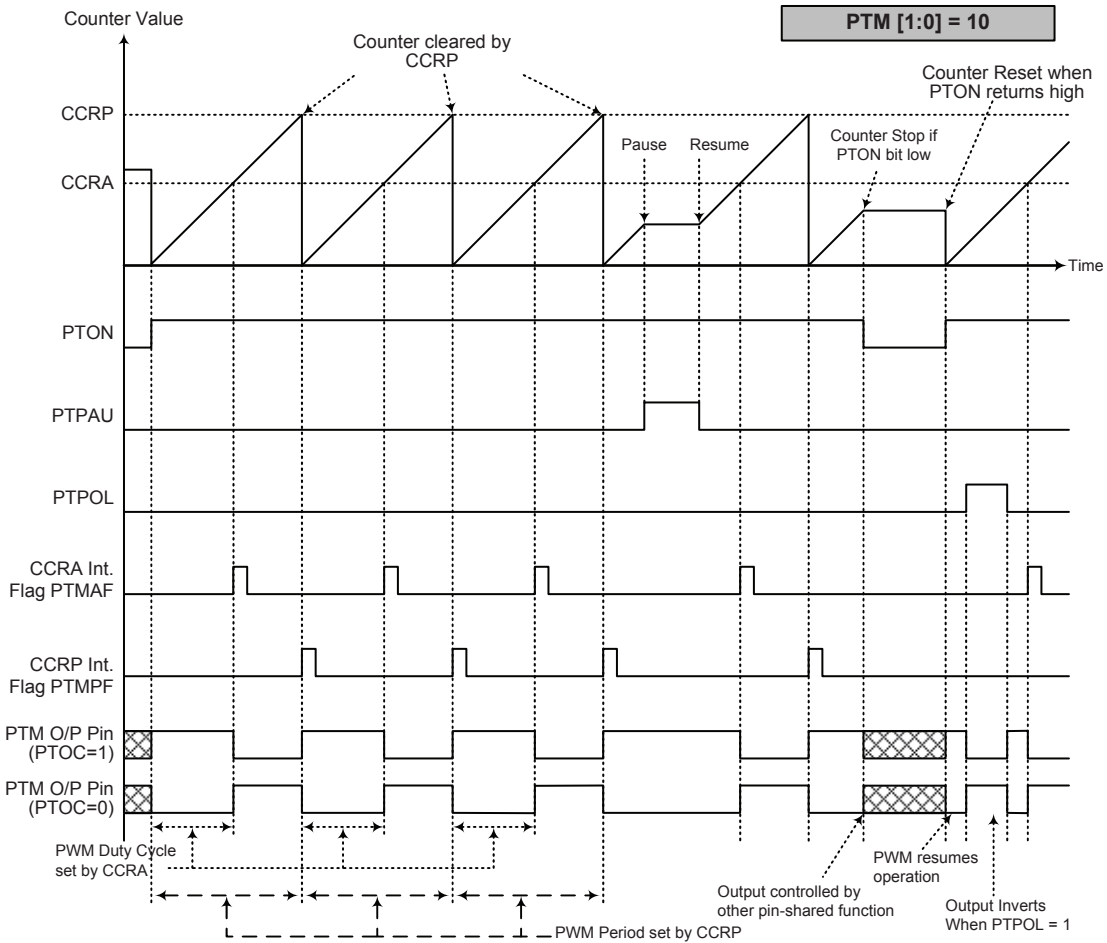 Counter Value
PTM [1:0] = 10
Counter cleared by
CCRP
Counter Reset when
PTON returns high
CCRP
Pause
Resume
Counter Stop if
PTON bit low
CCRA
Time
PTON
PTPAU
PTPOL
CCRA Int.
Flag PTMAF
CCRP Int.
Flag PTMPF
PTM O/P Pin
(PTOC=1)
PTM O/P Pin
(PTOC=0)
PWM Duty Cycle
set by CCRA
PWM resumes
operation
Output controlled by
other pin-shared function
Output Inverts
When PTPOL = 1
PWM Period set by CCRP